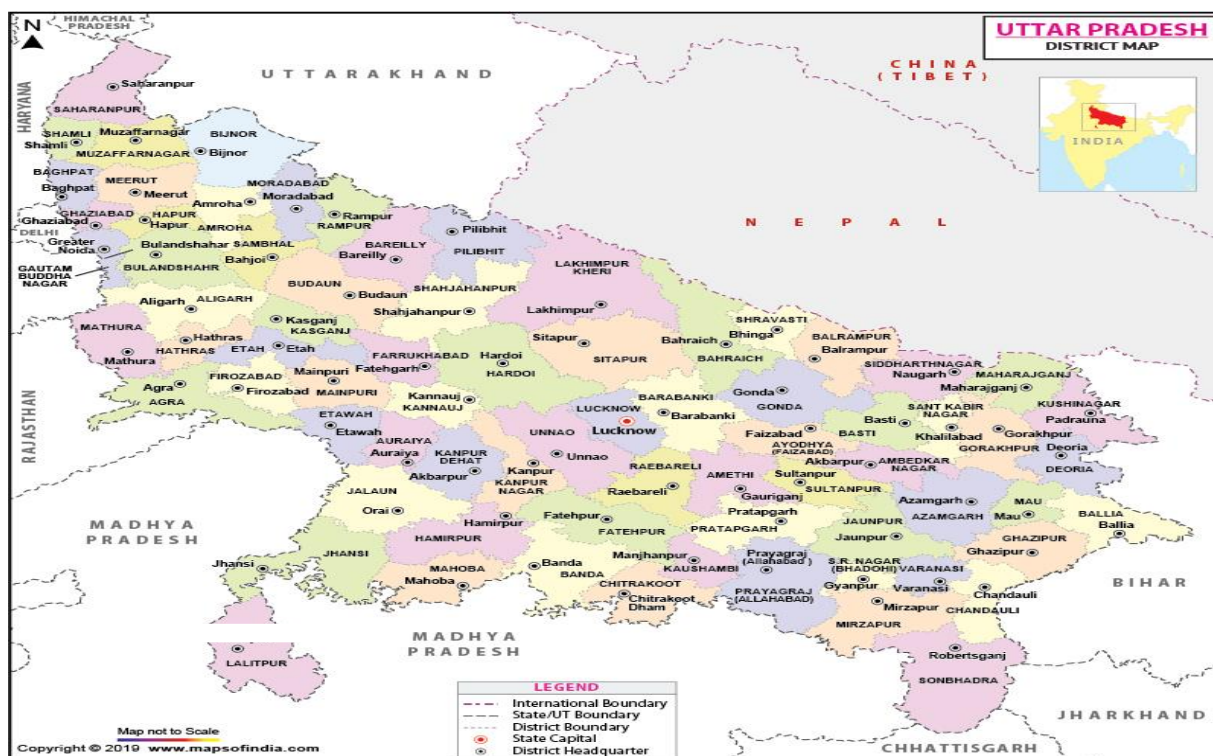 N
HIMACHAL
PRADESH
UTTAR PRADESH
DISTRICT MAP
CHINA
(TIBET)
UTTARAKHAND
INDIA
NEPAL
HARYANA
DELHI
RAJASTHAN
MADHYA
PRADESH
MADHYA
PRADESH
BIHAR
JHARKHAND
CHHATTISGARH
Saharanpur
SAHARANPUR
SHAMLI
Shamli
Muzaffarnagar
MUZAFFARNAGAR
BIJNOR
Bijnor
BAGHPAT
Baghpat
MEERUT
Meerut
GHAZIABAD
Ghaziabad
HAPUR
Hapur
Amroha
AMROHA
MORADABAD
Moradabad
Rampur
RAMPUR
Greater
Noida
GAUTAM
BUDDHA
NAGAR
Bulandshahar
BULANDSHAHR
SAMBHAL
Bahjoi
BAREILLY
Bareilly
Pilibhit
PILIBHIT
BUDAUN
Budaun
SHAHJAHANPUR
Shahjahanpur
LAKHIMPUR
KHERI
Lakhimpur
Aligarh
ALIGARH
Kasganj
KASGANJ
MATHURA
Mathura
Hathras
HATHRAS
ETAH
Etah
FARRUKHABAD
Fatehgarh
Hardoi
HARDOI
Sitapur
SITAPUR
Bahraich
BAHRAICH
SHRAVASTI
Bhinga
BALRAMPUR
Balrampur
SIDDHARTHNAGAR
Naugarh
MAHARAJGANJ
Maharajganj
KUSHINAGAR
Padrauna
Agra
AGRA
FIROZABAD
Firozabad
Mainpuri
MAINPURI
Kannauj
KANNAUJ
LUCKNOW
Lucknow
BARABANKI
Barabanki
Gonda
GONDA
Basti
BASTI
SANT KABIR
NAGAR
Khalilabad
Gorakhpur
GORAKHPUR
Deoria
DEORIA
ETAWAH
Etawah
AURAIYA
Auraiya
KANPUR
DEHAT
Akbarpur
Kanpur
KANPUR
NAGAR
UNNAO
Unnao
RAEBARELI
Raebareli
Faizabad
AYODHYA
(FAIZABAD)
AMETHI
Gauriganj
Sultanpur
SULTANPUR
Akbarpur
AMBEDKAR
NAGAR
Azamgarh
AZAMGARH
MAU
Mau
BALLIA
Ballia
JALAUN
Orai
Hamirpur
HAMIRPUR
Fatehpur
FATEHPUR
Pratapgarh
PRATAPGARH
JAUNPUR
Jaunpur
GHAZIPUR
Ghazipur
JHANSI
Jhansi
MAHOBA
Mahoba
Banda
BANDA
CHITRAKOOT
Chitrakoot
Dham
Manjhanpur
KAUSHAMBI
Prayagraj
(Allahabad)
PRAYAGRAJ
(ALLAHABAD)
S.R. NAGAR
(BHADOHI)
Gyanpur
VARANASI
Varanasi
Chandauli
CHANDAULI
Mirzapur
MIRZAPUR
Robertsganj
SONBHADRA
LALITPUR
LEGEND
International Boundary
State/UT Boundary
District Boundary
State Capital
District Headquarter
Map not to Scale
Copyright © 2019 www.mapsofindia.com